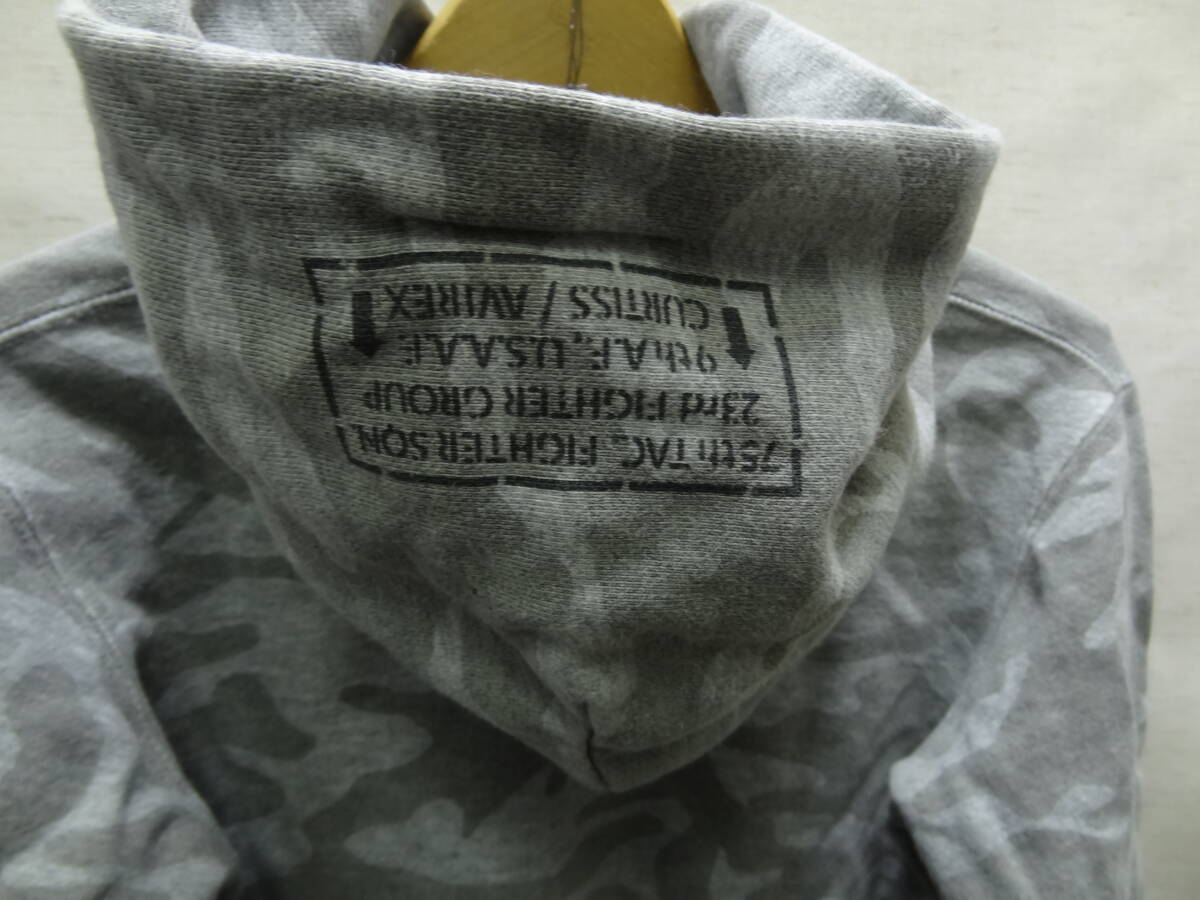 75th TAC. FIGHTER SQN.
23rd FIGHTER GROUP
9th A.F., U.S.A.A.F.
CURTISS / AVIREX